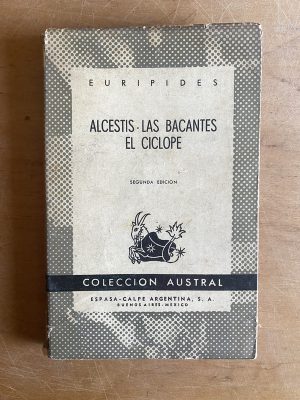 EURIPIDES
ALCESTIS · LAS BACANTES
EL CICLOPE
SEGUNDA EDICION
COLECCION AUSTRAL
ESPASA-CALPE ARGENTINA, S. A.
BUENOS AIRES-MEXICO